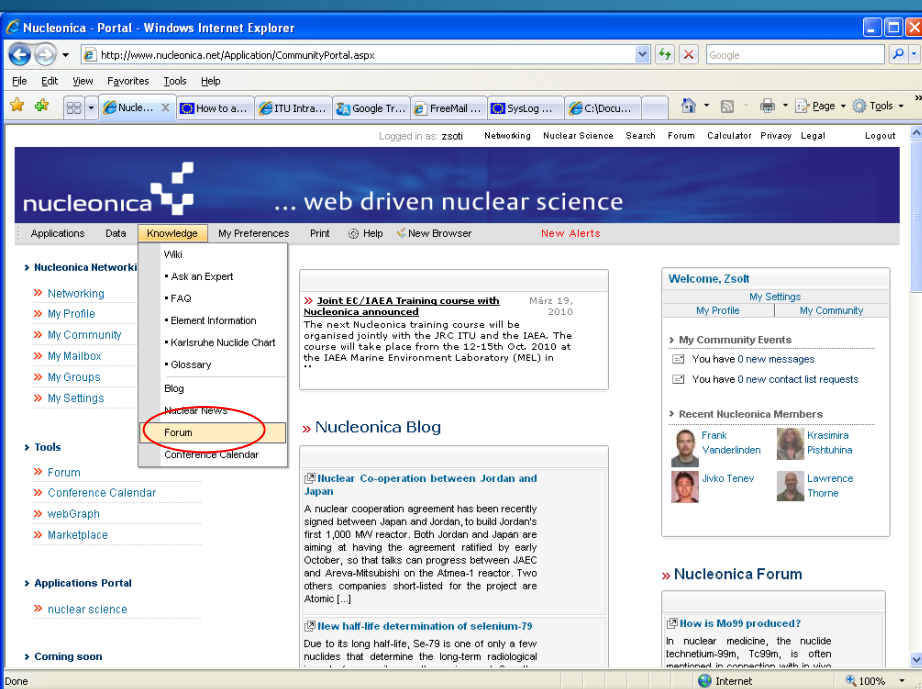 Nucleonica - Portal - Windows Internet Explorer
http://www.nucleonica.net/Application/CommunityPortal.aspx
Google
File Edit View Favorites Tools Help
Nucle... How to a... ITU Intra... Google Tr... FreeMail ... SysLog ... C:\Docu... Page Tools
Logged in as: zsoti Networking Nuclear Science Search Forum Calculator Privacy Legal Logout
nucleonica
... web driven nuclear science
Applications Data Knowledge My Preferences Print Help New Browser New Alerts
Wiki
• Ask an Expert
• FAQ
• Element Information
• Karlsruhe Nuclide Chart
• Glossary
Blog
Nuclear News
Forum
Conference Calendar
> Nucleonica Networki
» Networking
» My Profile
» My Community
» My Mailbox
» My Groups
» My Settings
> Tools
» Forum
» Conference Calendar
» webGraph
» Marketplace
> Applications Portal
» nuclear science
> Coming soon
» Joint EC/IAEA Training course with März 19,
Nucleonica announced 2010
The next Nucleonica training course will be
organised jointly with the JRC ITU and the IAEA. The
course will take place from the 12-15th Oct. 2010 at
the IAEA Marine Environment Laboratory (MEL) in
» Nucleonica Blog
Nuclear Co-operation between Jordan and
Japan
A nuclear cooperation agreement has been recently
signed between Japan and Jordan, to build Jordan's
first 1,000 MW reactor. Both Jordan and Japan are
aiming at having the agreement ratified by early
October, so that talks can progress between JAEC
and Areva-Mitsubishi on the Atmea-1 reactor. Two
others companies short-listed for the project are
Atomic [...]
New half-life determination of selenium-79
Due to its long half-life, Se-79 is one of only a few
nuclides that determine the long-term radiological
Welcome, Zsolt
My Settings
My Profile My Community
> My Community Events
You have 0 new messages
You have 0 new contact list requests
> Recent Nucleonica Members
Frank
Vanderlinden
Krasimira
Pishtuhina
Jivko Tenev
Lawrence
Thorne
» Nucleonica Forum
How is Mo99 produced?
In nuclear medicine, the nuclide
technetium-99m, Tc99m, is often
mentioned in connection with in vivo
Done Internet 100%